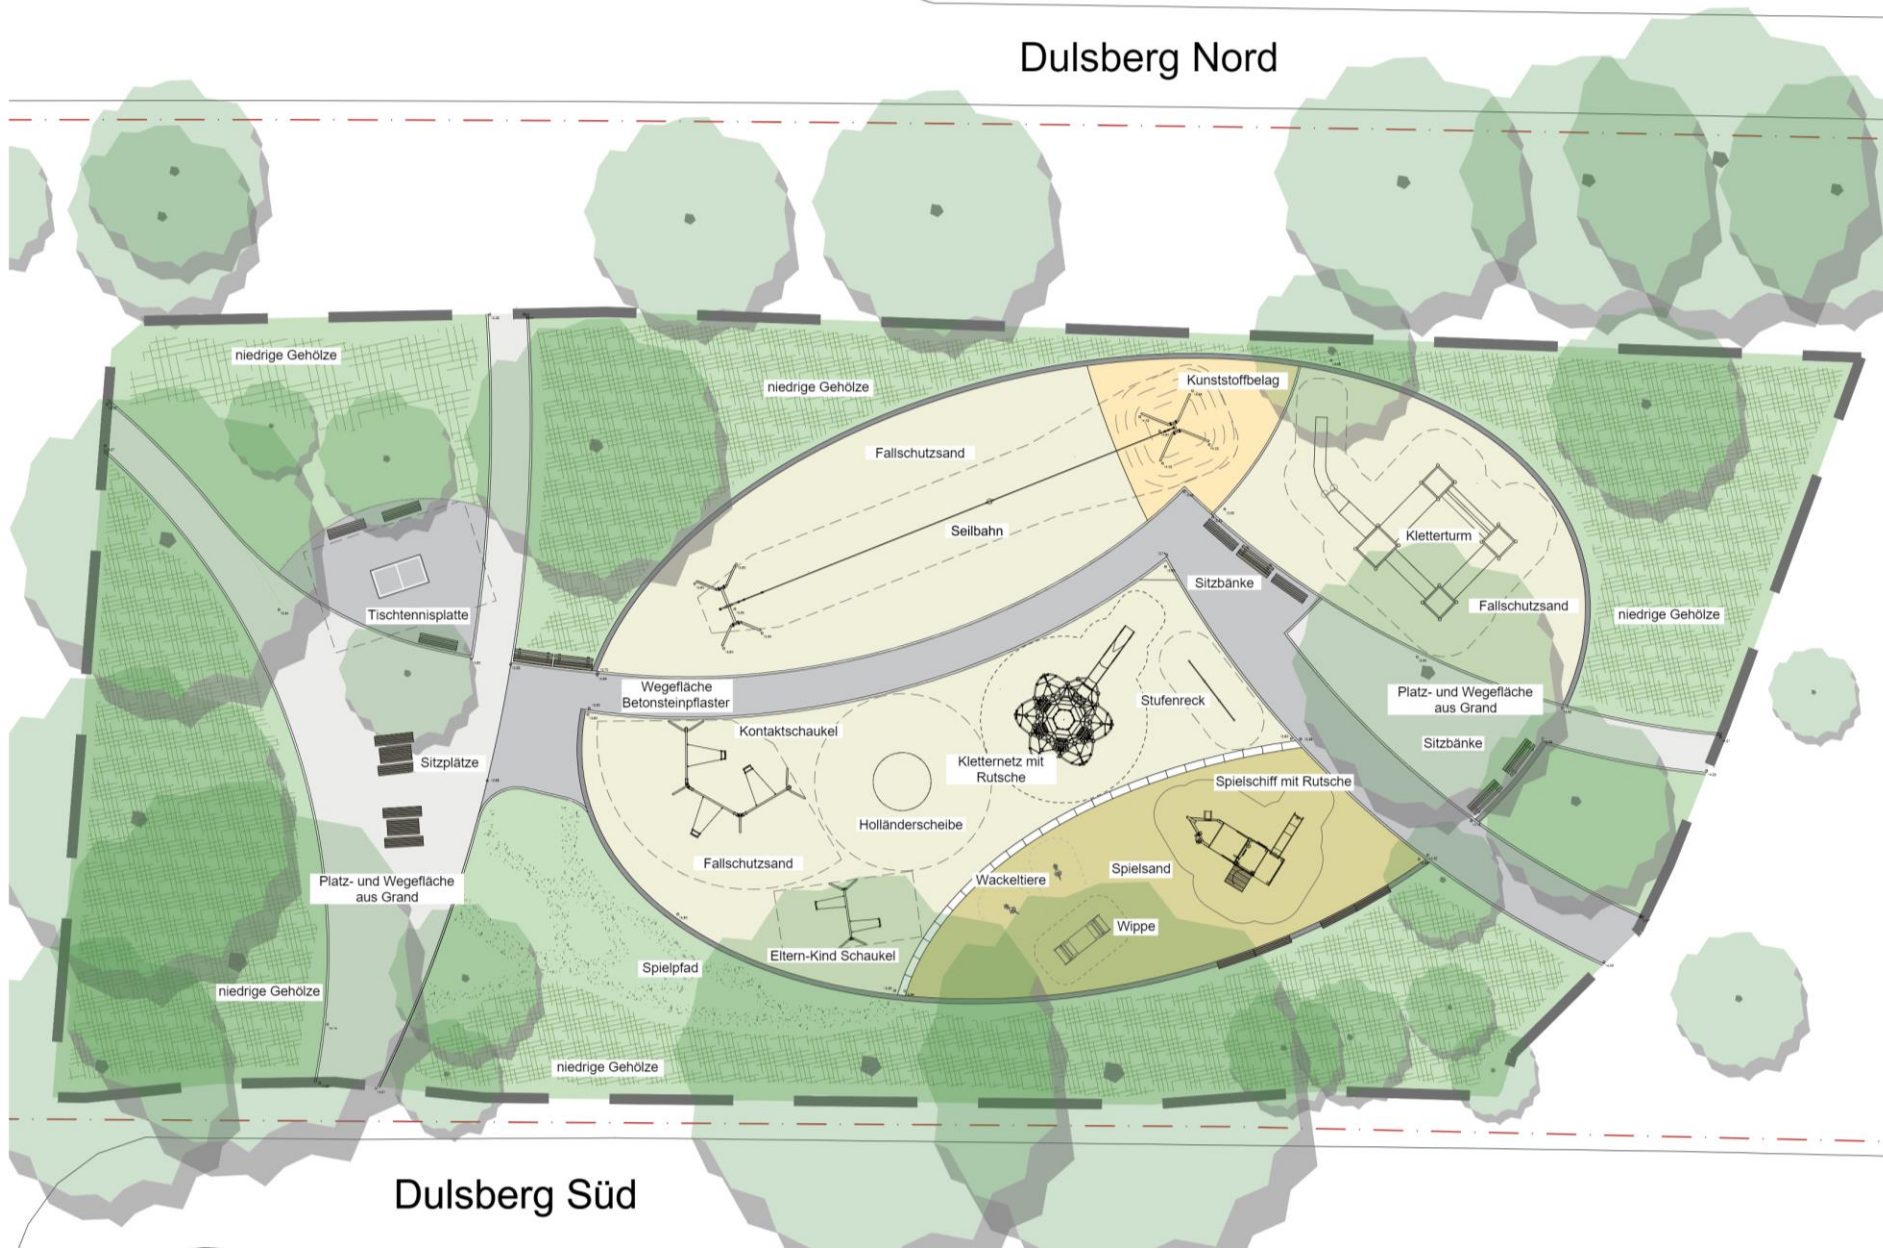 Dulsberg Nord
niedrige Gehölze
niedrige Gehölze
Kunststoffbelag
Fallschutzsand
Seilbahn
Kletterturm
Sitzbänke
Fallschutzsand
niedrige Gehölze
Tischtennisplatte
Wegefläche
Betonsteinpflaster
Kontaktschaukel
Stufenreck
Platz- und Wegefläche
aus Grand
Sitzbänke
Sitzplätze
Kletternetz mit
Rutsche
Spielschiff mit Rutsche
Holländerscheibe
Fallschutzsand
Spielsand
Wackeltiere
Platz- und Wegefläche
aus Grand
Wippe
Eltern-Kind Schaukel
Spielpfad
niedrige Gehölze
niedrige Gehölze
Dulsberg Süd